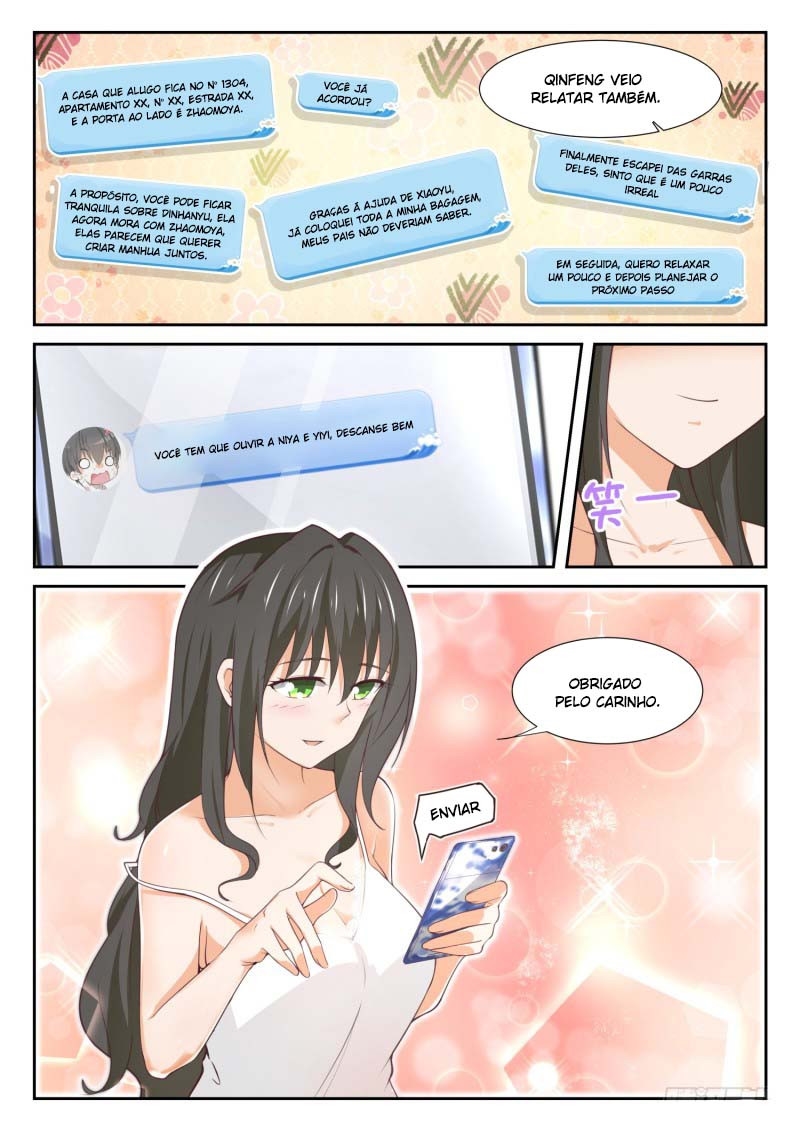 A CASA QUE ALUGO FICA NO Nº 1304,
APARTAMENTO XX, Nº XX, ESTRADA XX,
E A PORTA AO LADO É ZHAOMOYA.
VOCÊ JÁ
ACORDOU?
QINFENG VEIO
RELATAR TAMBÉM.
A PROPÓSITO, VOCÊ PODE FICAR
TRANQUILA SOBRE DINHANYU, ELA
AGORA MORA COM ZHAOMOYA,
ELAS PARECEM QUE QUERER
CRIAR MANHUA JUNTOS.
GRAÇAS Á AJUDA DE XIAOYU,
JÁ COLOQUEI TODA A MINHA BAGAGEM,
MEUS PAIS NÃO DEVERIAM SABER.
FINALMENTE ESCAPEI DAS GARRAS
DELES, SINTO QUE É UM POUCO
IRREAL
EM SEGUIDA, QUERO RELAXAR
UM POUCO E DEPOIS PLANEJAR O
PRÓXIMO PASSO
VOCÊ TEM QUE OUVIR A NIYA E YIYI, DESCANSE BEM
笑一
OBRIGADO
PELO CARINHO.
ENVIAR